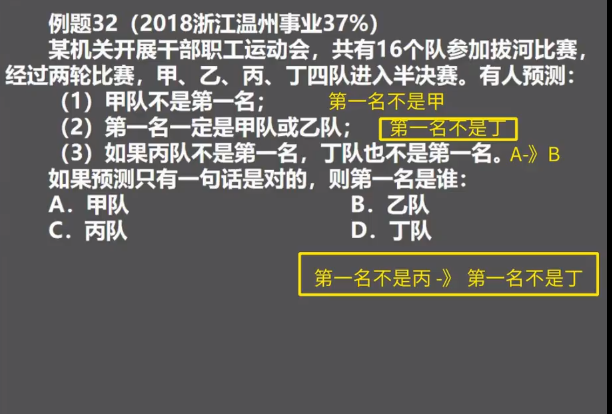 例题32（2018浙江温州事业37%）
某机关开展干部职工运动会，共有16个队参加拔河比赛，
经过两轮比赛，甲、乙、丙、丁四队进入半决赛。有人预测：
（1）甲队不是第一名； 第一名不是甲
（2）第一名一定是甲队或乙队； 第一名不是丁
（3）如果丙队不是第一名，丁队也不是第一名。A-》B
如果预测只有一句话是对的，则第一名是谁：
A．甲队 B．乙队
C．丙队 D．丁队
第一名不是丙 -》 第一名不是丁